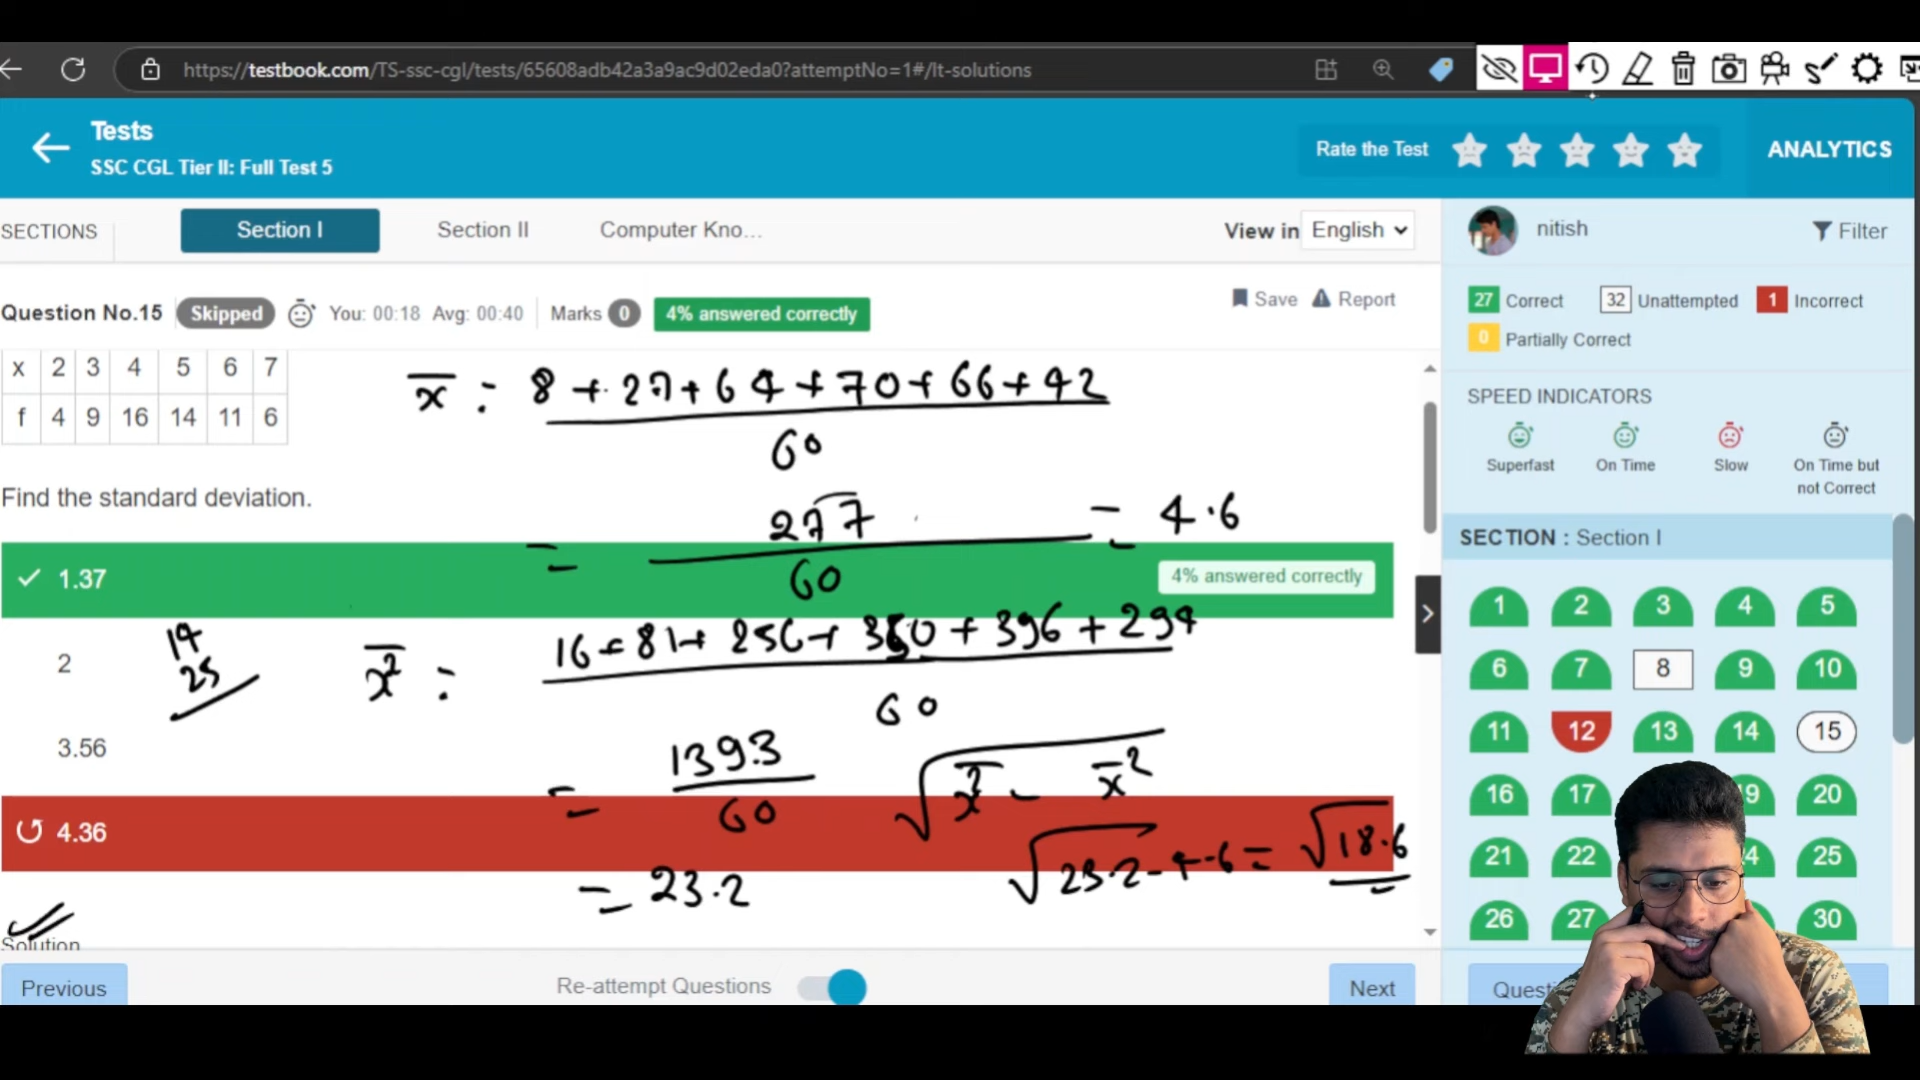 https://testbook.com/TS-ssc-cgl/tests/65608adb42a3a9ac9d02eda0?attemptNo=1#/lt-solutions
Tests
SSC CGL Tier II: Full Test 5
Rate the Test
ANALYTICS
SECTIONS
Section I
Section II
Computer Kno...
View in English
nitish
Filter
Question No.15
Skipped
You: 00:18 Avg: 00:40
Marks 0
4% answered correctly
Save
Report
27 Correct
32 Unattempted
1 Incorrect
0 Partially Correct
x 2 3 4 5 6 7
f 4 9 16 14 11 6
x̄ : 8 + 27 + 64 + 70 + 66 + 42
60
Find the standard deviation.
= 277 = 4.6
60
1.37
4% answered correctly
14
25
x̄² : 16 + 81 + 256 + 350 + 396 + 294
60
2
3.56
= 1393
60
√x̄² - x̄²
4.36
√23.2 - 4.6 = √18.6
= 23.2
Solution
Previous
Re-attempt Questions
Next
SPEED INDICATORS
Superfast
On Time
Slow
On Time but
not Correct
SECTION : Section I
1 2 3 4 5
6 7 8 9 10
11 12 13 14 15
16 17 9 20
21 22 4 25
26 27 30
Questi